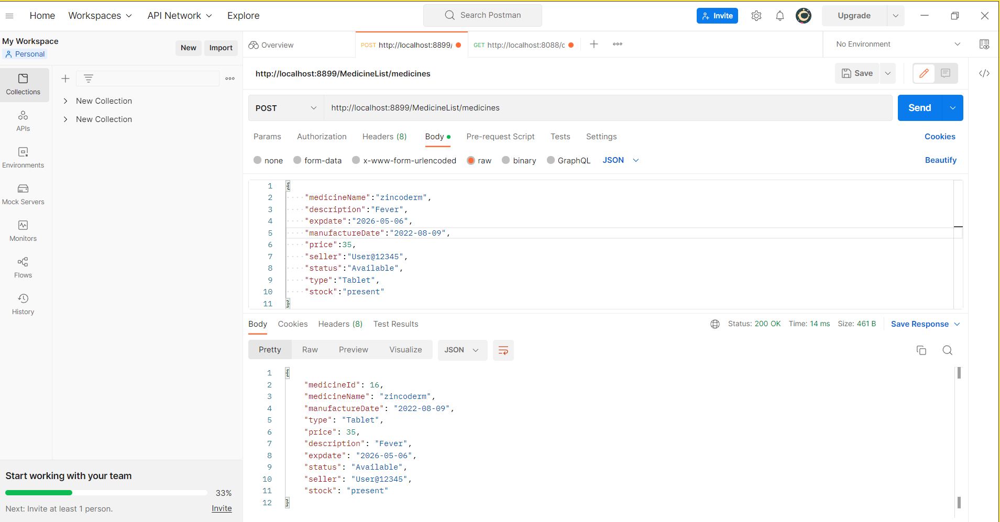 Home Workspaces API Network Explore Search Postman Invite Upgrade
My Workspace
Personal
New Import
Overview POST http://localhost:8899/ GET http://localhost:8088/c No Environment
http://localhost:8899/MedicineList/medicines Save
Collections
APIs
Environments
Mock Servers
Monitors
Flows
History
New Collection
New Collection
POST http://localhost:8899/MedicineList/medicines Send
Params Authorization Headers (8) Body Pre-request Script Tests Settings Cookies
none form-data x-www-form-urlencoded raw binary GraphQL JSON Beautify
1 {
2 "medicineName":"zincoderm",
3 "description":"Fever",
4 "expdate":"2026-05-06",
5 "manufactureDate":"2022-08-09",
6 "price":35,
7 "seller":"User@12345",
8 "status":"Available",
9 "type":"Tablet",
10 "stock":"present"
11 }
Body Cookies Headers (8) Test Results Status: 200 OK Time: 14 ms Size: 461 B Save Response
Pretty Raw Preview Visualize JSON
1 {
2 "medicineId": 16,
3 "medicineName": "zincoderm",
4 "manufactureDate": "2022-08-09",
5 "type": "Tablet",
6 "price": 35,
7 "description": "Fever",
8 "expdate": "2026-05-06",
9 "status": "Available",
10 "seller": "User@12345",
11 "stock": "present"
12 }
Start working with your team
33%
Next: Invite at least 1 person. Invite